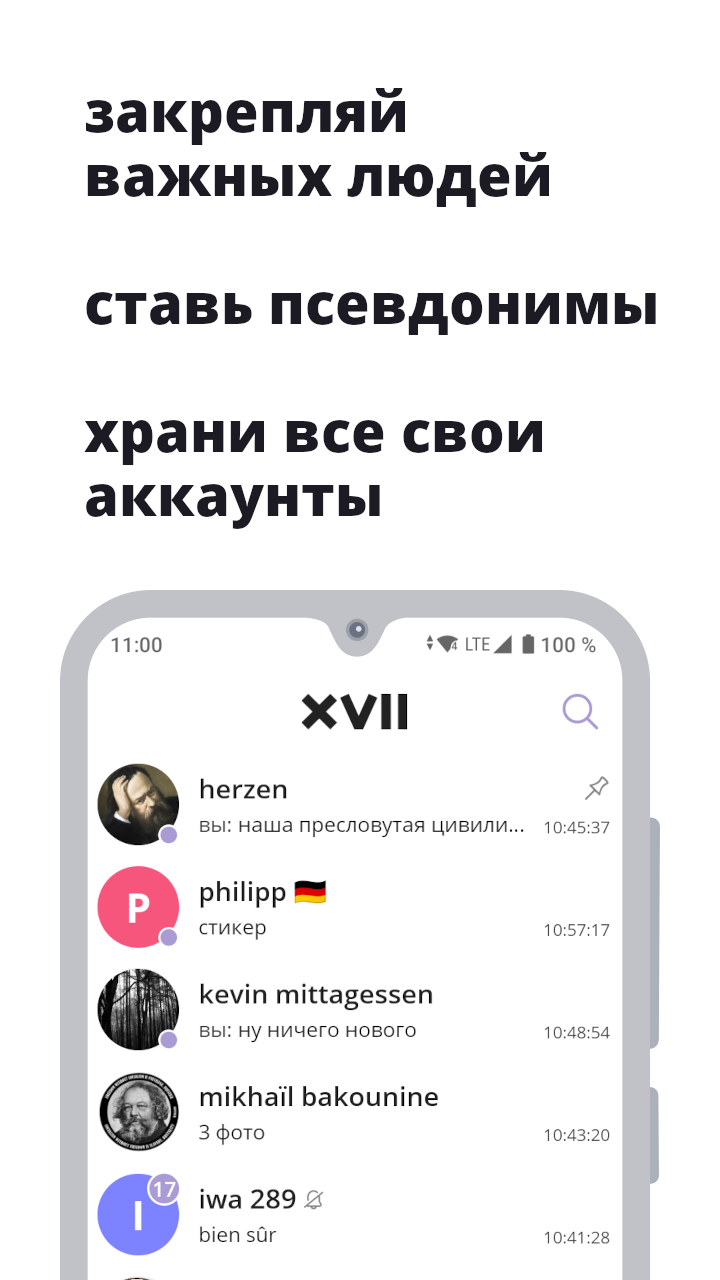 закрепляй
важных людей
ставь псевдонимы
храни все свои
аккаунты
11:00 4 LTE 100 %
XVII
herzen
вы: наша пресловутая цивили... 10:45:37
P philipp
стикер 10:57:17
kevin mittagessen
вы: ну ничего нового 10:48:54
mikhaïl bakounine
3 фото 10:43:20
17
I iwa 289
bien sûr 10:41:28